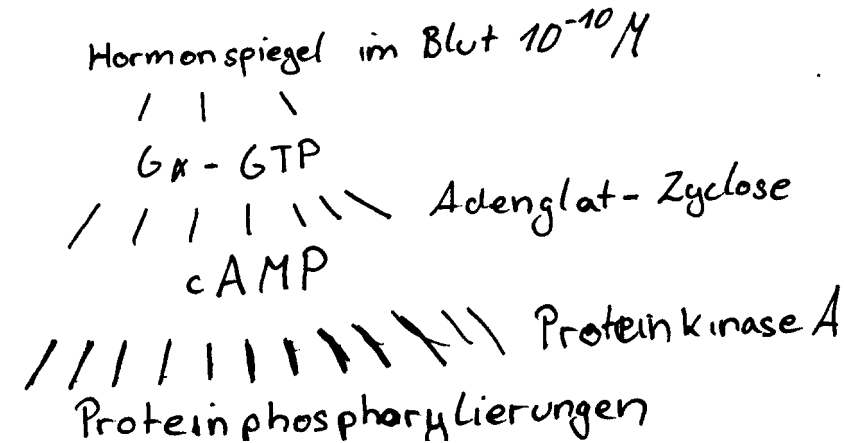 Hormonspiegel im Blut 10⁻¹⁰ M
Gα - GTP
Adenylat - Zyclose
cAMP
Proteinkinase A
Proteinphosphorylierungen